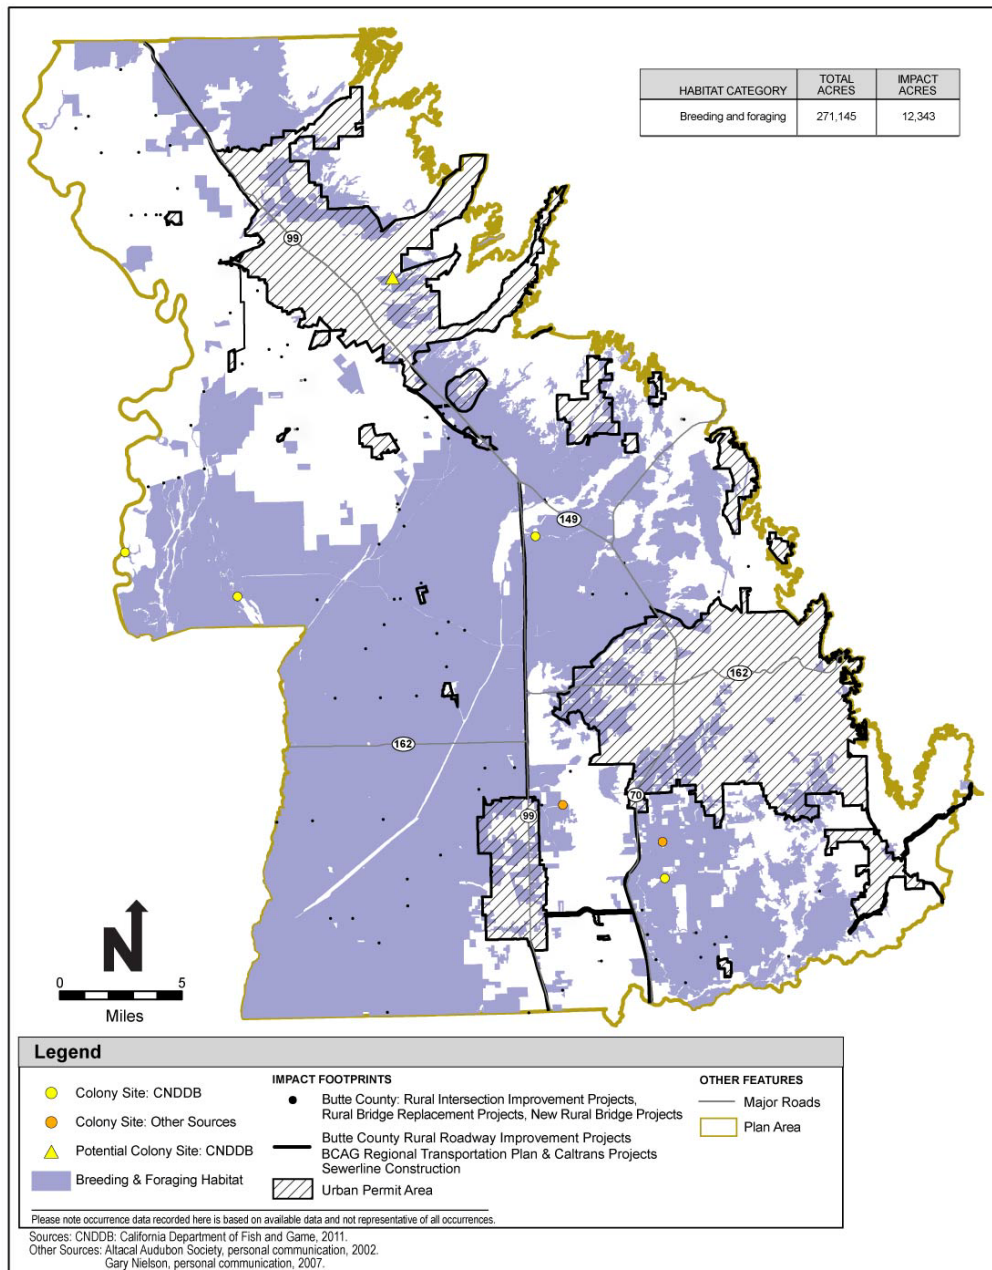 HABITAT CATEGORY TOTAL ACRES IMPACT ACRES
Breeding and foraging 271,145 12,343
99
149
162
162
70
99
N
0 5
Miles
Legend
Colony Site: CNDDB
Colony Site: Other Sources
Potential Colony Site: CNDDB
Breeding & Foraging Habitat
IMPACT FOOTPRINTS
Butte County: Rural Intersection Improvement Projects,
Rural Bridge Replacement Projects, New Rural Bridge Projects
Butte County Rural Roadway Improvement Projects
BCAG Regional Transportation Plan & Caltrans Projects
Sewerline Construction
Urban Permit Area
OTHER FEATURES
Major Roads
Plan Area
Please note occurrence data recorded here is based on available data and not representative of all occurrences.
Sources: CNDDB: California Department of Fish and Game, 2011.
Other Sources: Altacal Audubon Society, personal communication, 2002.
Gary Nielson, personal communication, 2007.